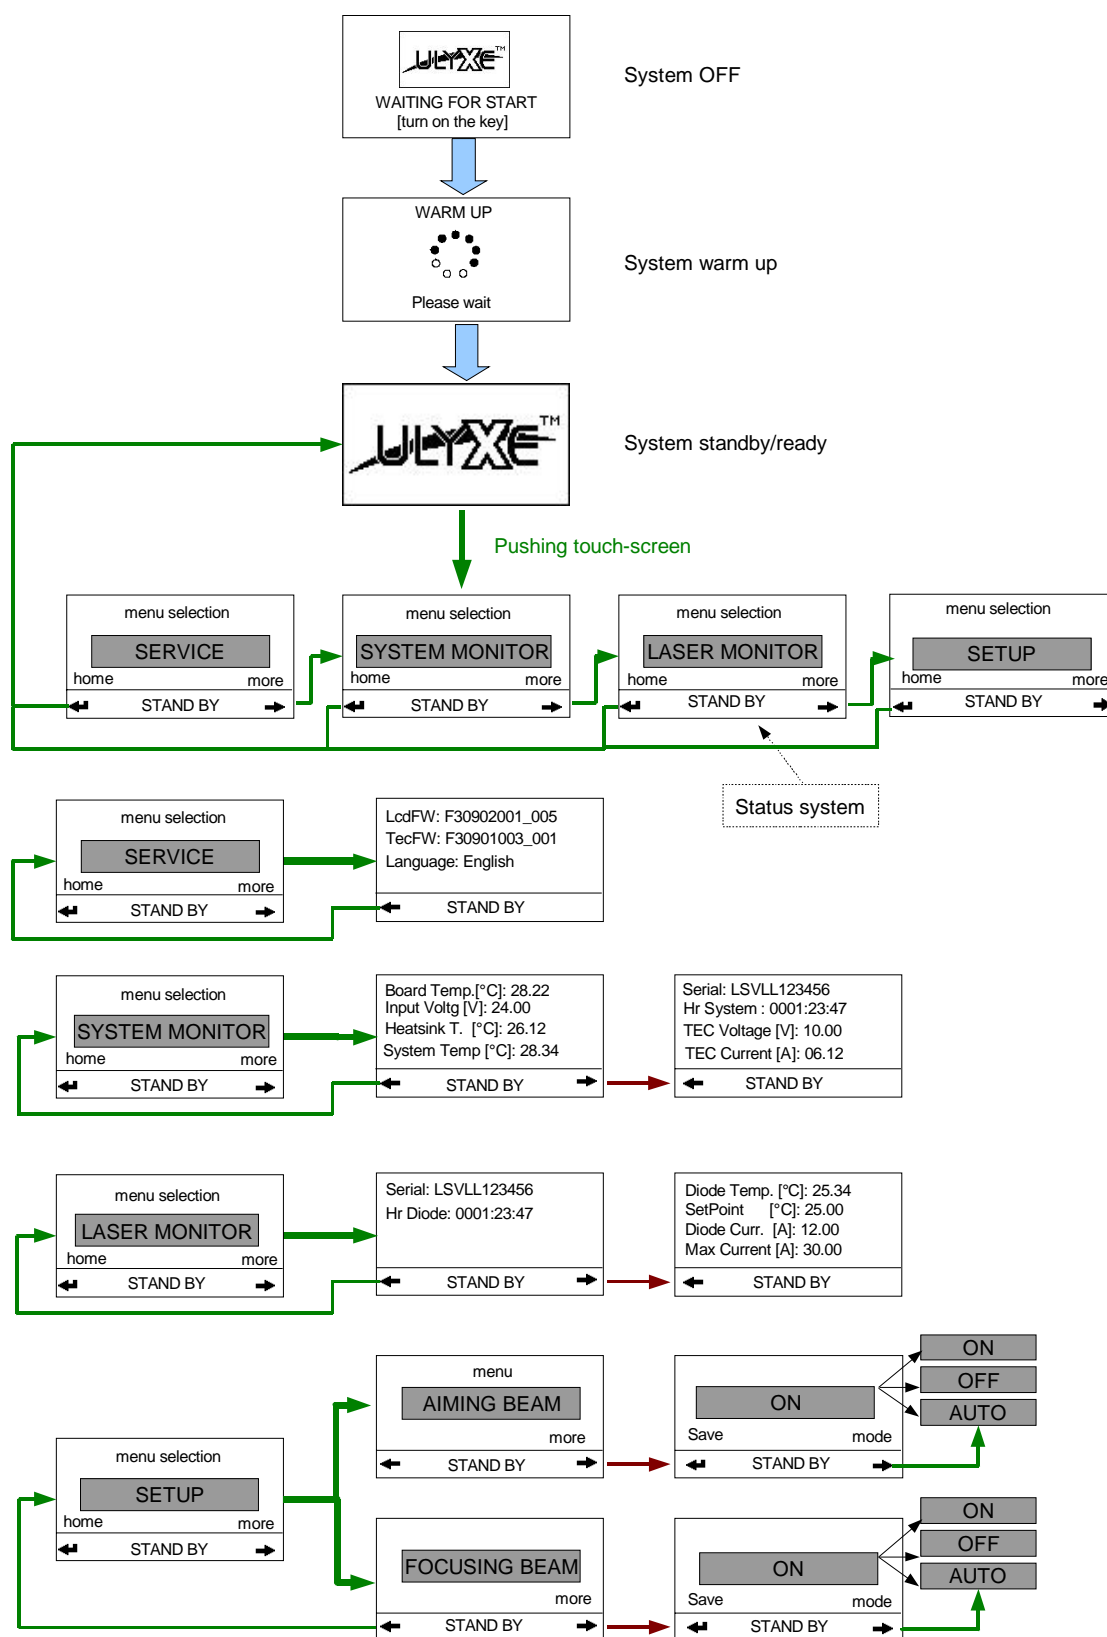 ULYXE™
WAITING FOR START
[turn on the key]
System OFF
WARM UP
Please wait
System warm up
ULYXE™
System standby/ready
Pushing touch-screen
menu selection
SERVICE
home more
STAND BY
menu selection
SYSTEM MONITOR
home more
STAND BY
menu selection
LASER MONITOR
home more
STAND BY
menu selection
SETUP
home more
STAND BY
Status system
menu selection
SERVICE
home more
STAND BY
LcdFW: F30902001_005
TecFW: F30901003_001
Language: English
STAND BY
menu selection
SYSTEM MONITOR
home more
STAND BY
Board Temp.[°C]: 28.22
Input Voltg [V]: 24.00
Heatsink T. [°C]: 26.12
System Temp [°C]: 28.34
STAND BY
Serial: LSVLL123456
Hr System : 0001:23:47
TEC Voltage [V]: 10.00
TEC Current [A]: 06.12
STAND BY
menu selection
LASER MONITOR
home more
STAND BY
Serial: LSVLL123456
Hr Diode: 0001:23:47
STAND BY
Diode Temp. [°C]: 25.34
SetPoint [°C]: 25.00
Diode Curr. [A]: 12.00
Max Current [A]: 30.00
STAND BY
menu selection
SETUP
home more
STAND BY
menu
AIMING BEAM
more
STAND BY
ON
Save mode
STAND BY
ON
OFF
AUTO
FOCUSING BEAM
more
STAND BY
ON
Save mode
STAND BY
ON
OFF
AUTO